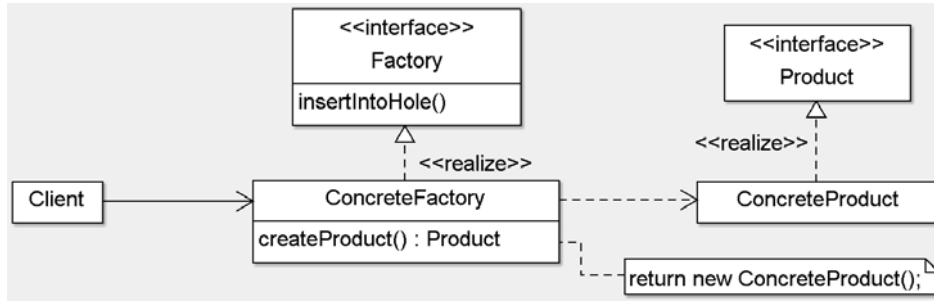 <<interface>>
Factory
insertIntoHole()
<<interface>>
Product
<<realize>>
<<realize>>
Client
ConcreteFactory
createProduct() : Product
ConcreteProduct
return new ConcreteProduct();